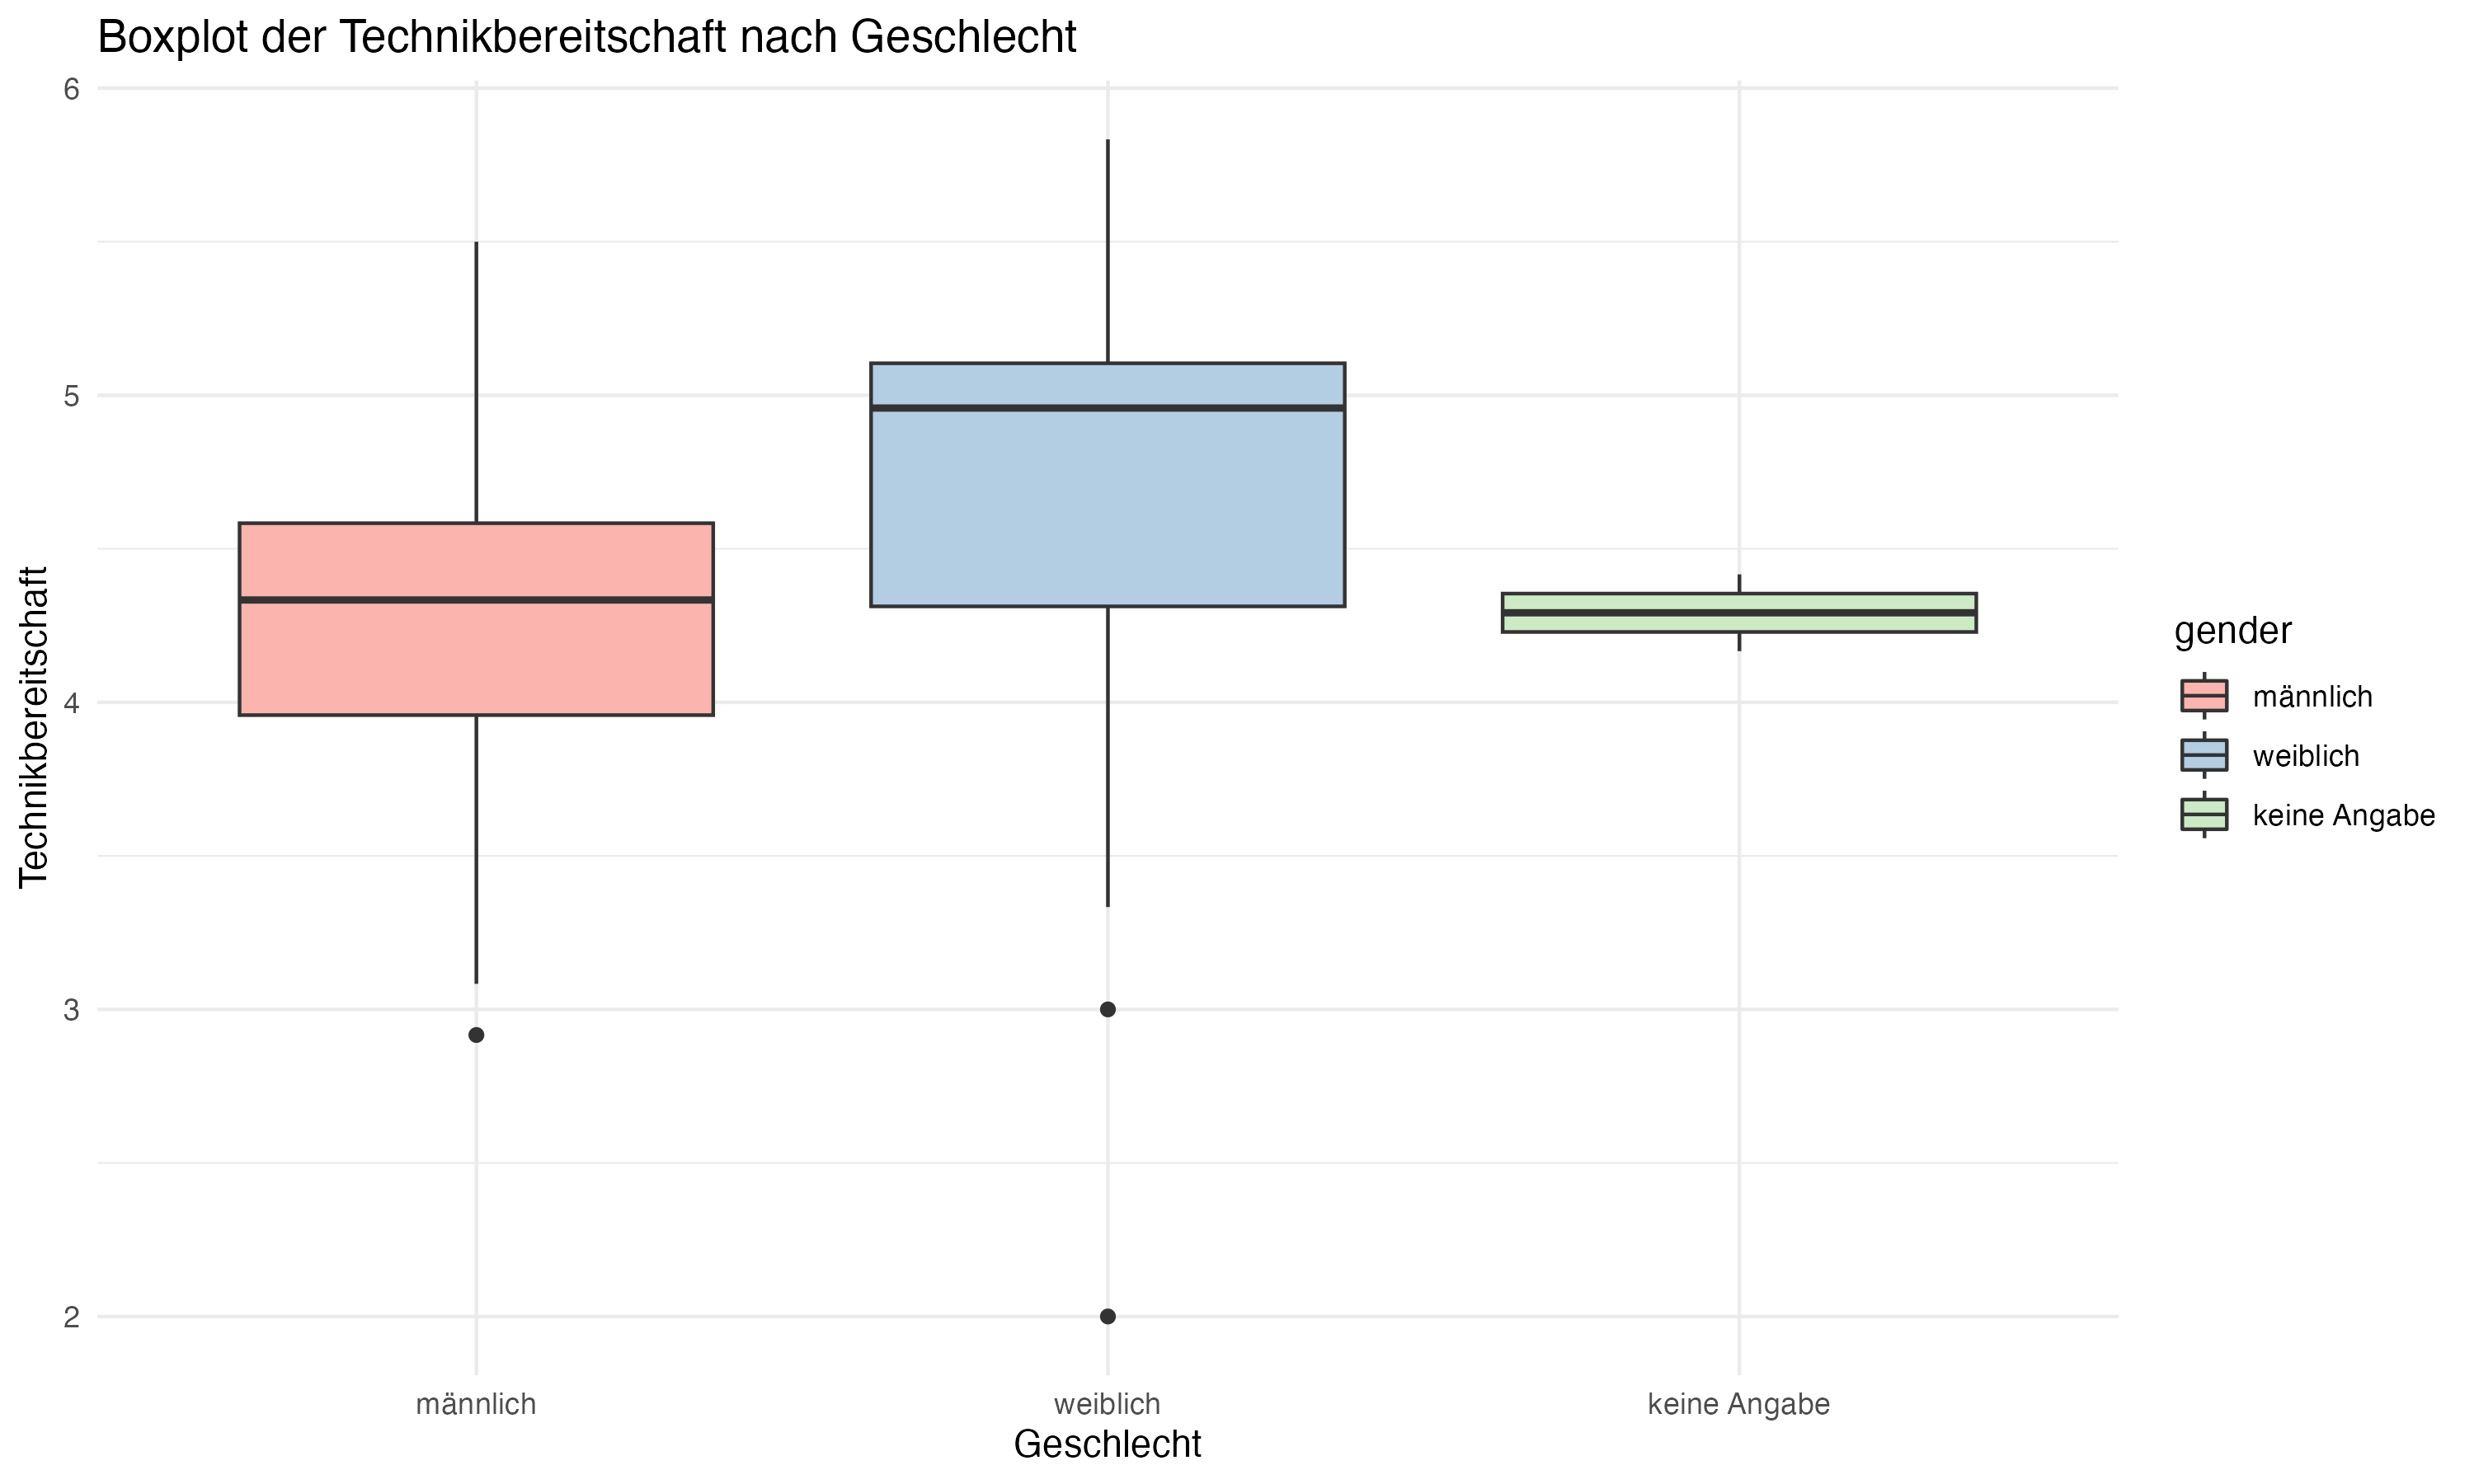 Boxplot der Technikbereitschaft nach Geschlecht
6
5
4
3
2
Technikbereitschaft
männlich
weiblich
keine Angabe
Geschlecht
gender
männlich
weiblich
keine Angabe